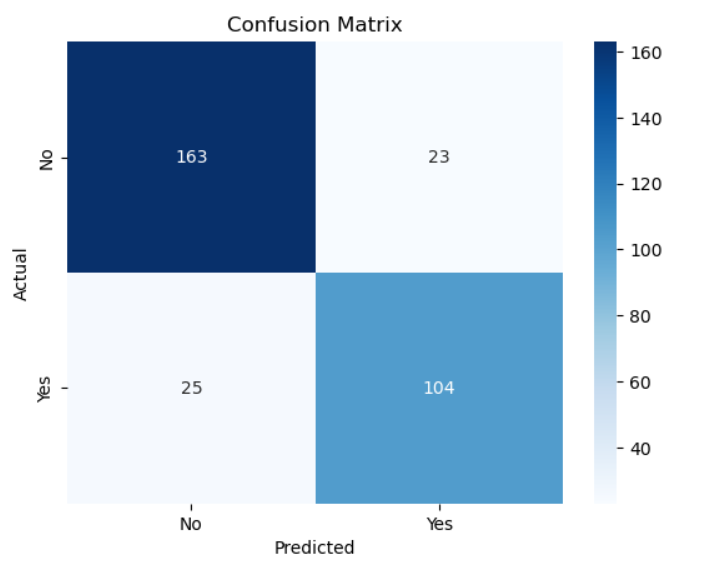 Confusion Matrix
160
140
120
100
80
60
40
No
163
23
Actual
Yes
25
104
No
Yes
Predicted